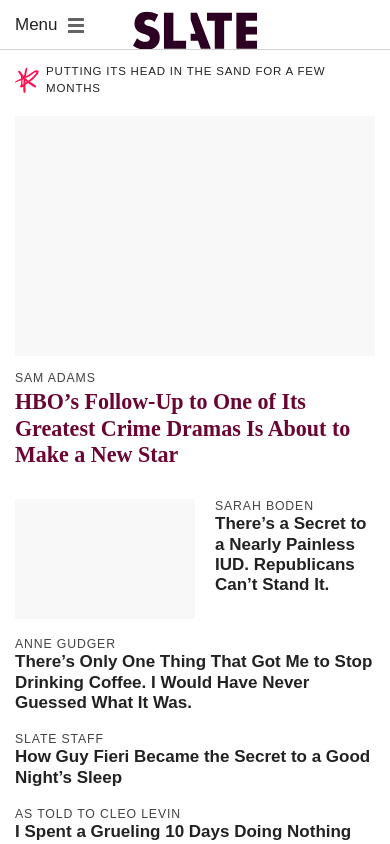 Menu
SLATE
PUTTING ITS HEAD IN THE SAND FOR A FEW
MONTHS
SAM ADAMS
HBO’s Follow-Up to One of Its
Greatest Crime Dramas Is About to
Make a New Star
SARAH BODEN
There’s a Secret to
a Nearly Painless
IUD. Republicans
Can’t Stand It.
ANNE GUDGER
There’s Only One Thing That Got Me to Stop
Drinking Coffee. I Would Have Never
Guessed What It Was.
SLATE STAFF
How Guy Fieri Became the Secret to a Good
Night’s Sleep
AS TOLD TO CLEO LEVIN
I Spent a Grueling 10 Days Doing Nothing